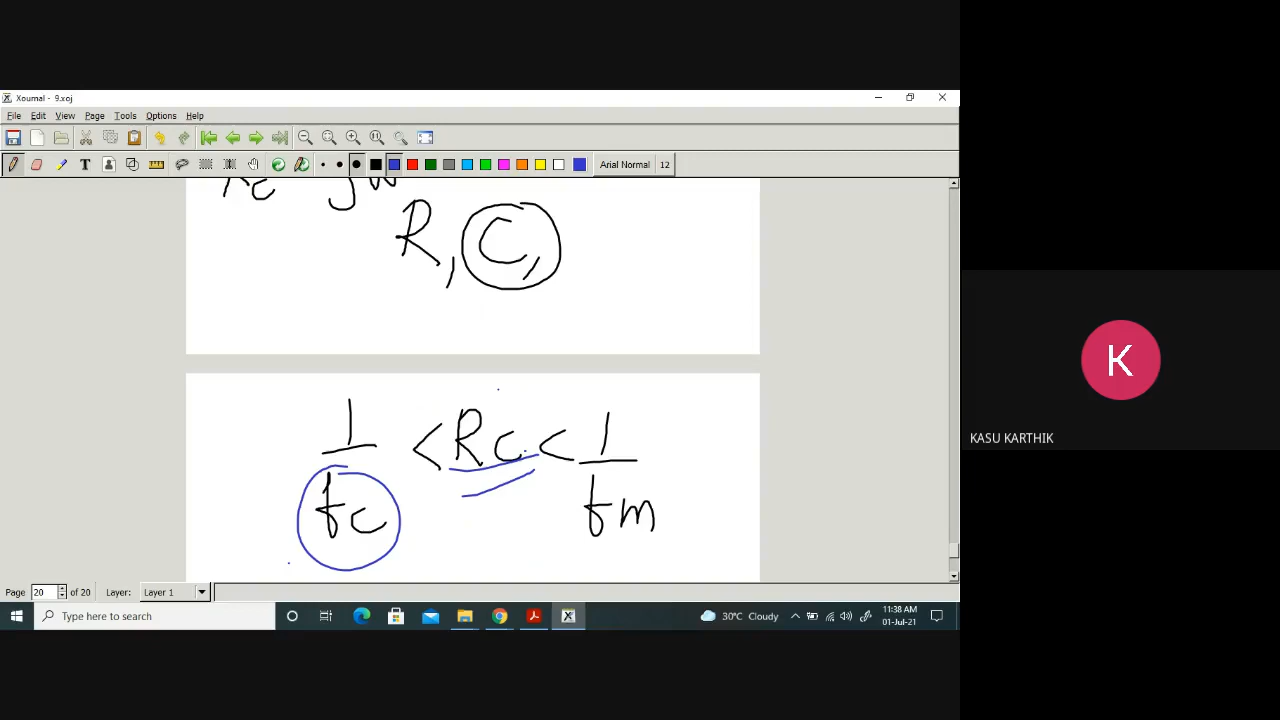 Xournal - 9.xoj
File Edit View Page Tools Options Help
T Arial Normal 12
R, C,
1/fc < Rc < 1/fm
Page 20 of 20 Layer: Layer 1
Type here to search
30°C Cloudy
11:38 AM
01-Jul-21
K
KASU KARTHIK